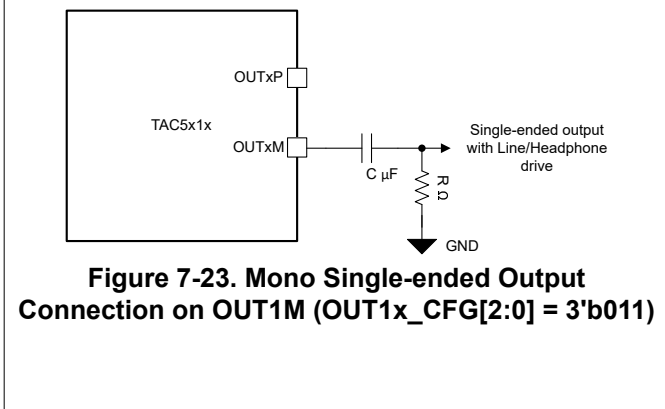 OUTxP
TAC5x1x
OUTxM
C µF
R Ω
Single-ended output
with Line/Headphone
drive
GND
Figure 7-23. Mono Single-ended Output
Connection on OUT1M (OUT1x_CFG[2:0] = 3'b011)